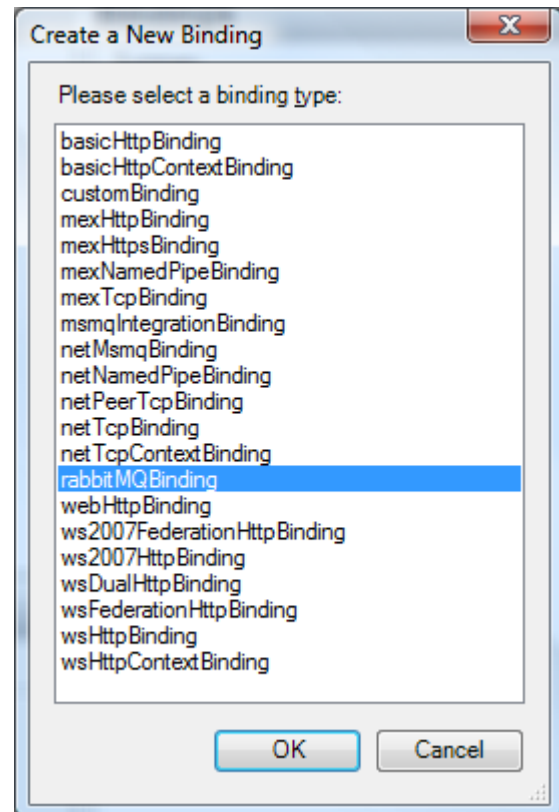 Create a New Binding
Please select a binding type:
basicHttpBinding
basicHttpContextBinding
customBinding
mexHttpBinding
mexHttpsBinding
mexNamedPipeBinding
mexTcpBinding
msmqIntegrationBinding
netMsmqBinding
netNamedPipeBinding
netPeerTcpBinding
netTcpBinding
netTcpContextBinding
rabbitMQBinding
webHttpBinding
ws2007FederationHttpBinding
ws2007HttpBinding
wsDualHttpBinding
wsFederationHttpBinding
wsHttpBinding
wsHttpContextBinding
OK Cancel